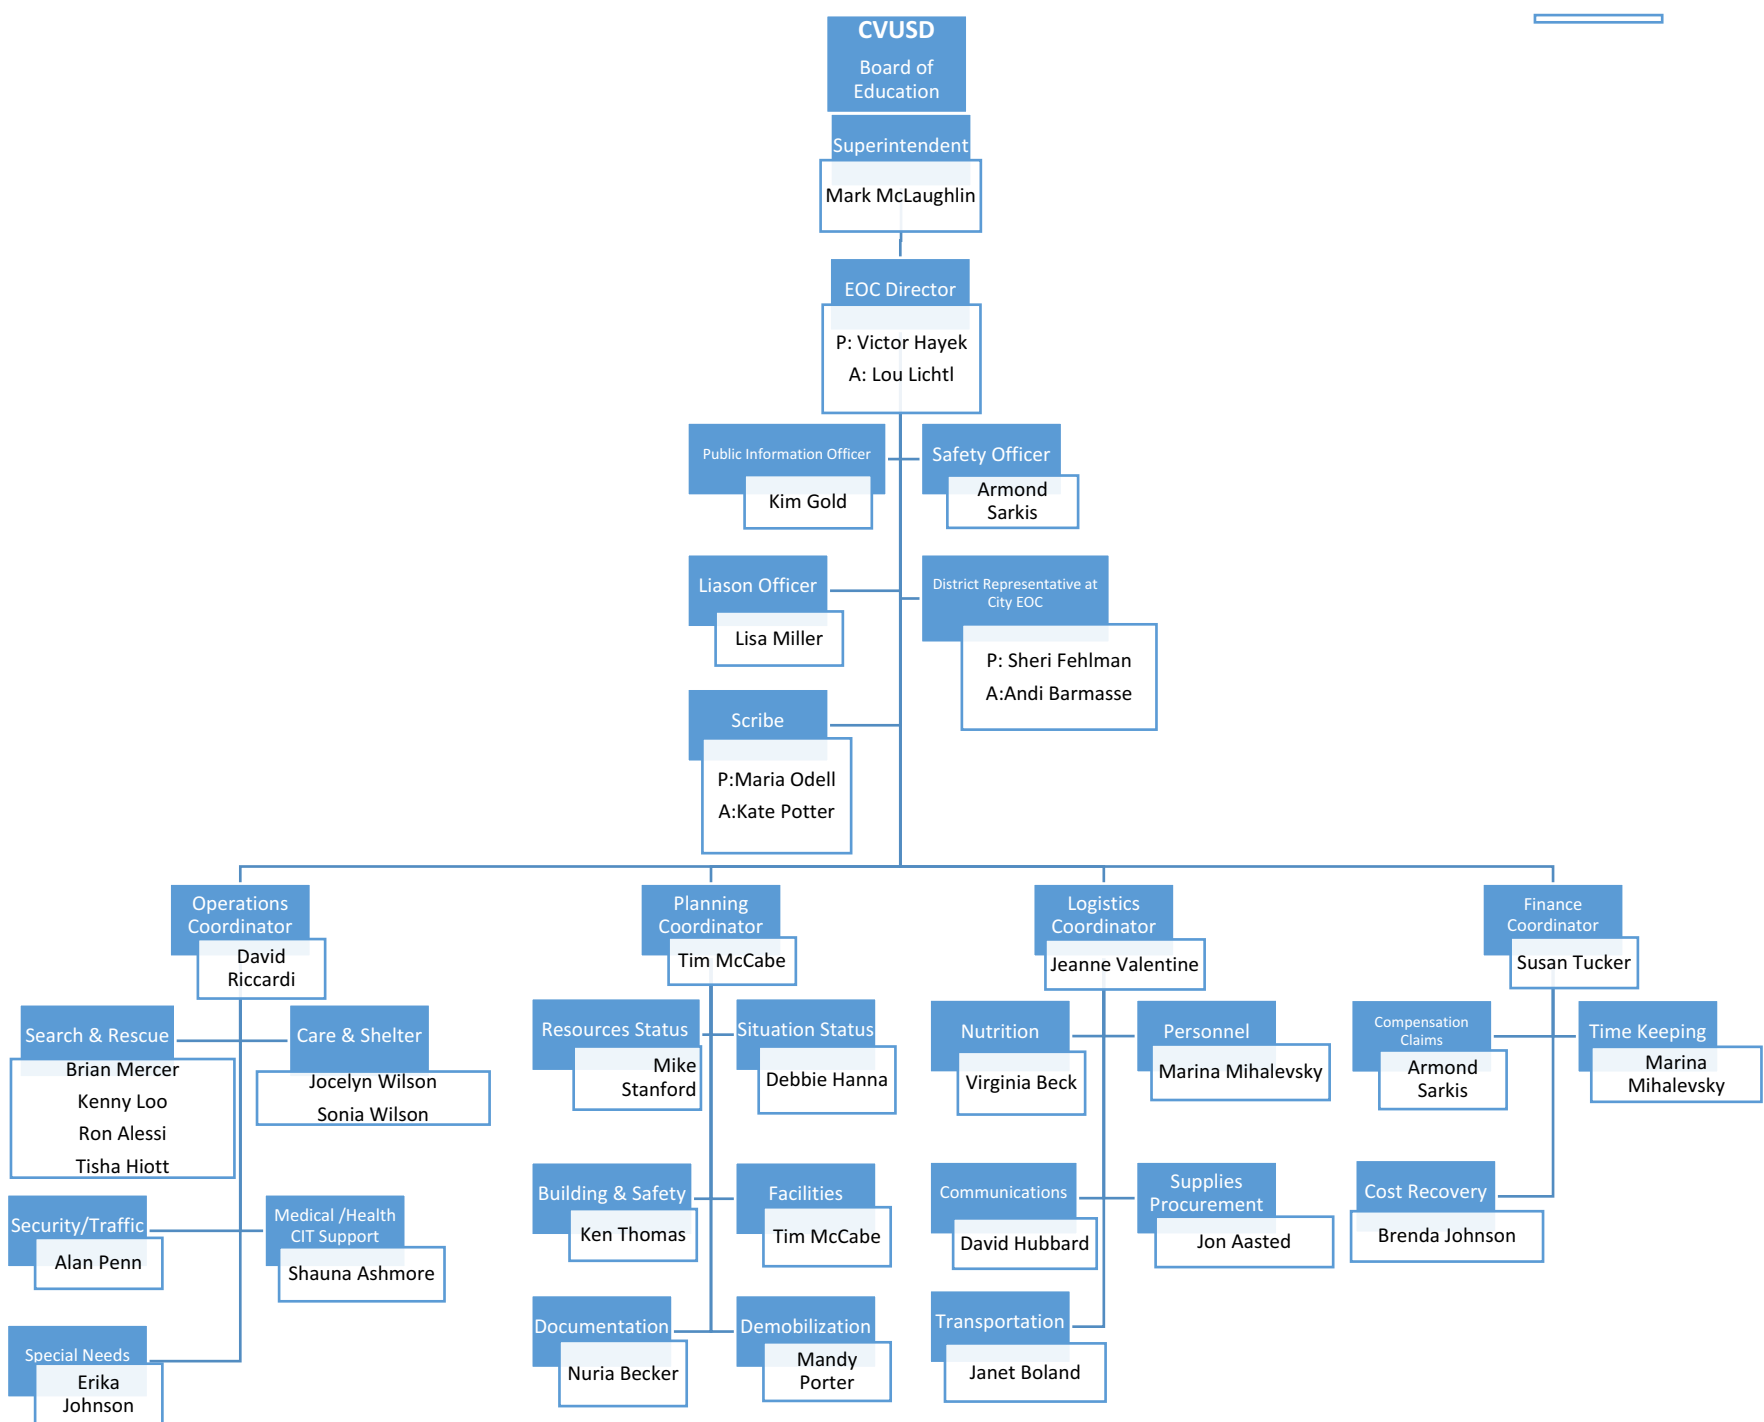 CVUSD
Board of
Education
Superintendent
Mark McLaughlin
EOC Director
P: Victor Hayek
A: Lou Lichtl
Public Information Officer
Kim Gold
Safety Officer
Armond
Sarkis
Liason Officer
Lisa Miller
District Representative at
City EOC
P: Sheri Fehlman
A:Andi Barmasse
Scribe
P:Maria Odell
A:Kate Potter
Operations
Coordinator
David
Riccardi
Search & Rescue
Brian Mercer
Kenny Loo
Ron Alessi
Tisha Hiott
Care & Shelter
Jocelyn Wilson
Sonia Wilson
Security/Traffic
Alan Penn
Medical /Health
CIT Support
Shauna Ashmore
Special Needs
Erika
Johnson
Planning
Coordinator
Tim McCabe
Resources Status
Mike
Stanford
Situation Status
Debbie Hanna
Building & Safety
Ken Thomas
Facilities
Tim McCabe
Documentation
Nuria Becker
Demobilization
Mandy
Porter
Logistics
Coordinator
Jeanne Valentine
Nutrition
Virginia Beck
Personnel
Marina Mihalevsky
Communications
David Hubbard
Supplies
Procurement
Jon Aasted
Transportation
Janet Boland
Finance
Coordinator
Susan Tucker
Compensation
Claims
Armond
Sarkis
Time Keeping
Marina
Mihalevsky
Cost Recovery
Brenda Johnson